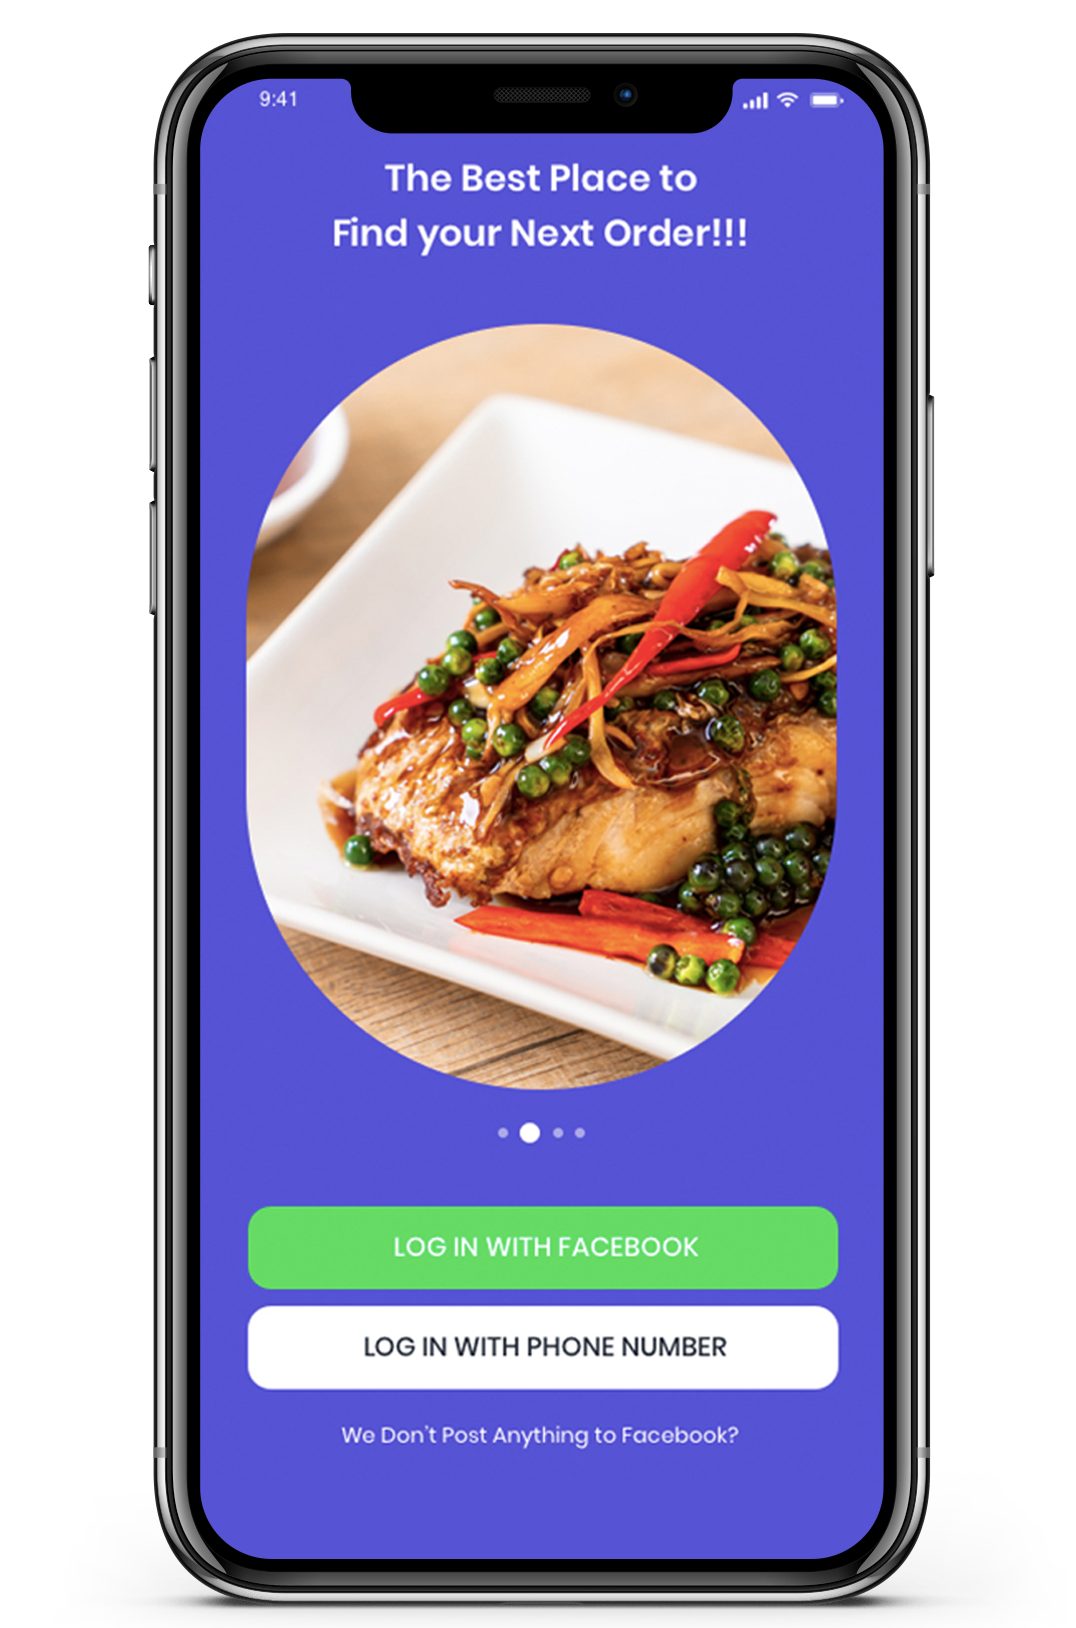 9:41
The Best Place to
Find your Next Order!!!
LOG IN WITH FACEBOOK
LOG IN WITH PHONE NUMBER
We Don't Post Anything to Facebook?